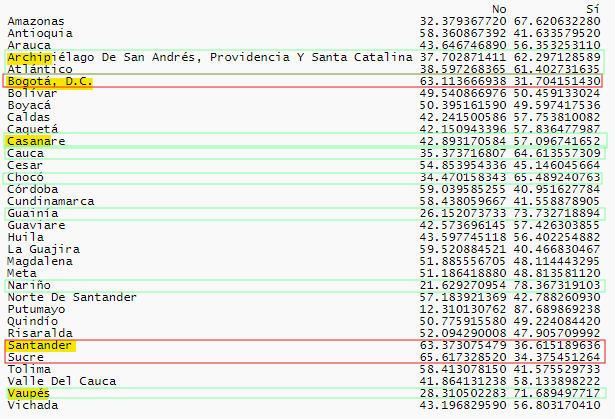 No Sí
Amazonas 32.379367720 67.620632280
Antioquia 58.360867392 41.633579520
Arauca 43.646746890 56.353253110
Archipiélago De San Andrés, Providencia Y Santa Catalina 37.702871411 62.297128589
Atlántico 38.597268365 61.402731635
Bogotá, D.C. 63.113666938 31.704151430
Bolívar 49.540866976 50.459133024
Boyacá 50.395161590 49.597417536
Caldas 42.241500586 57.753810082
Caquetá 42.150943396 57.836477987
Casanare 42.893170584 57.096741652
Cauca 35.373716807 64.613557309
Cesar 54.853954336 45.146045664
Chocó 34.470158343 65.489240763
Córdoba 59.039585255 40.951627784
Cundinamarca 58.438059667 41.558878905
Guainía 26.152073733 73.732718894
Guaviare 42.573696145 57.426303855
Huila 43.597745118 56.402254882
La Guajira 59.520884521 40.466830467
Magdalena 51.885556705 48.114443295
Meta 51.186418880 48.813581120
Nariño 21.629270954 78.367319103
Norte De Santander 57.183921369 42.788260930
Putumayo 12.310130762 87.689869238
Quindío 50.775915580 49.224084420
Risaralda 52.094290008 47.905709992
Santander 63.373075479 36.615189636
Sucre 65.617328520 34.375451264
Tolima 58.413078150 41.575529733
Valle Del Cauca 41.864131238 58.133898222
Vaupés 28.310502283 71.689497717
Vichada 43.196829590 56.803170410